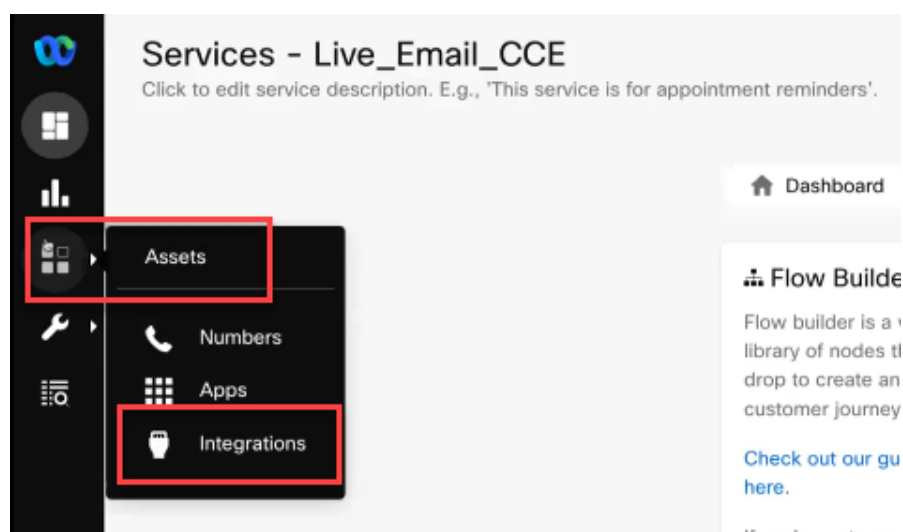 Services - Live_Email_CCE
Click to edit service description. E.g., 'This service is for appointment reminders'.
Dashboard
Assets
Numbers
Apps
Integrations
Flow Builde
Flow builder is a
library of nodes t
drop to create an
customer journey
Check out our gu
here.